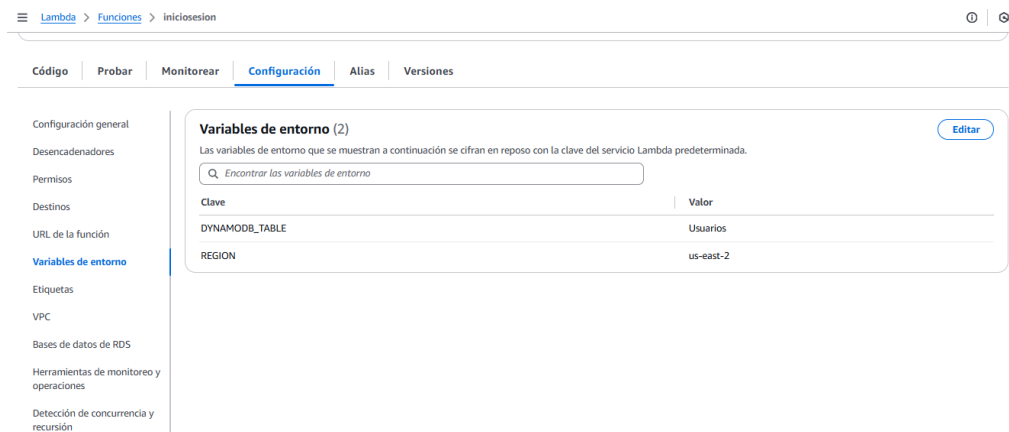 Lambda > Funciones > iniciosesion
Código Probar Monitorear Configuración Alias Versiones
Configuración general
Desencadenadores
Permisos
Destinos
URL de la función
Variables de entorno
Etiquetas
VPC
Bases de datos de RDS
Herramientas de monitoreo y
operaciones
Detección de concurrencia y
recursión
Variables de entorno (2)
Editar
Las variables de entorno que se muestran a continuación se cifran en reposo con la clave del servicio Lambda predeterminada.
Encontrar las variables de entorno
Clave Valor
DYNAMODB_TABLE Usuarios
REGION us-east-2